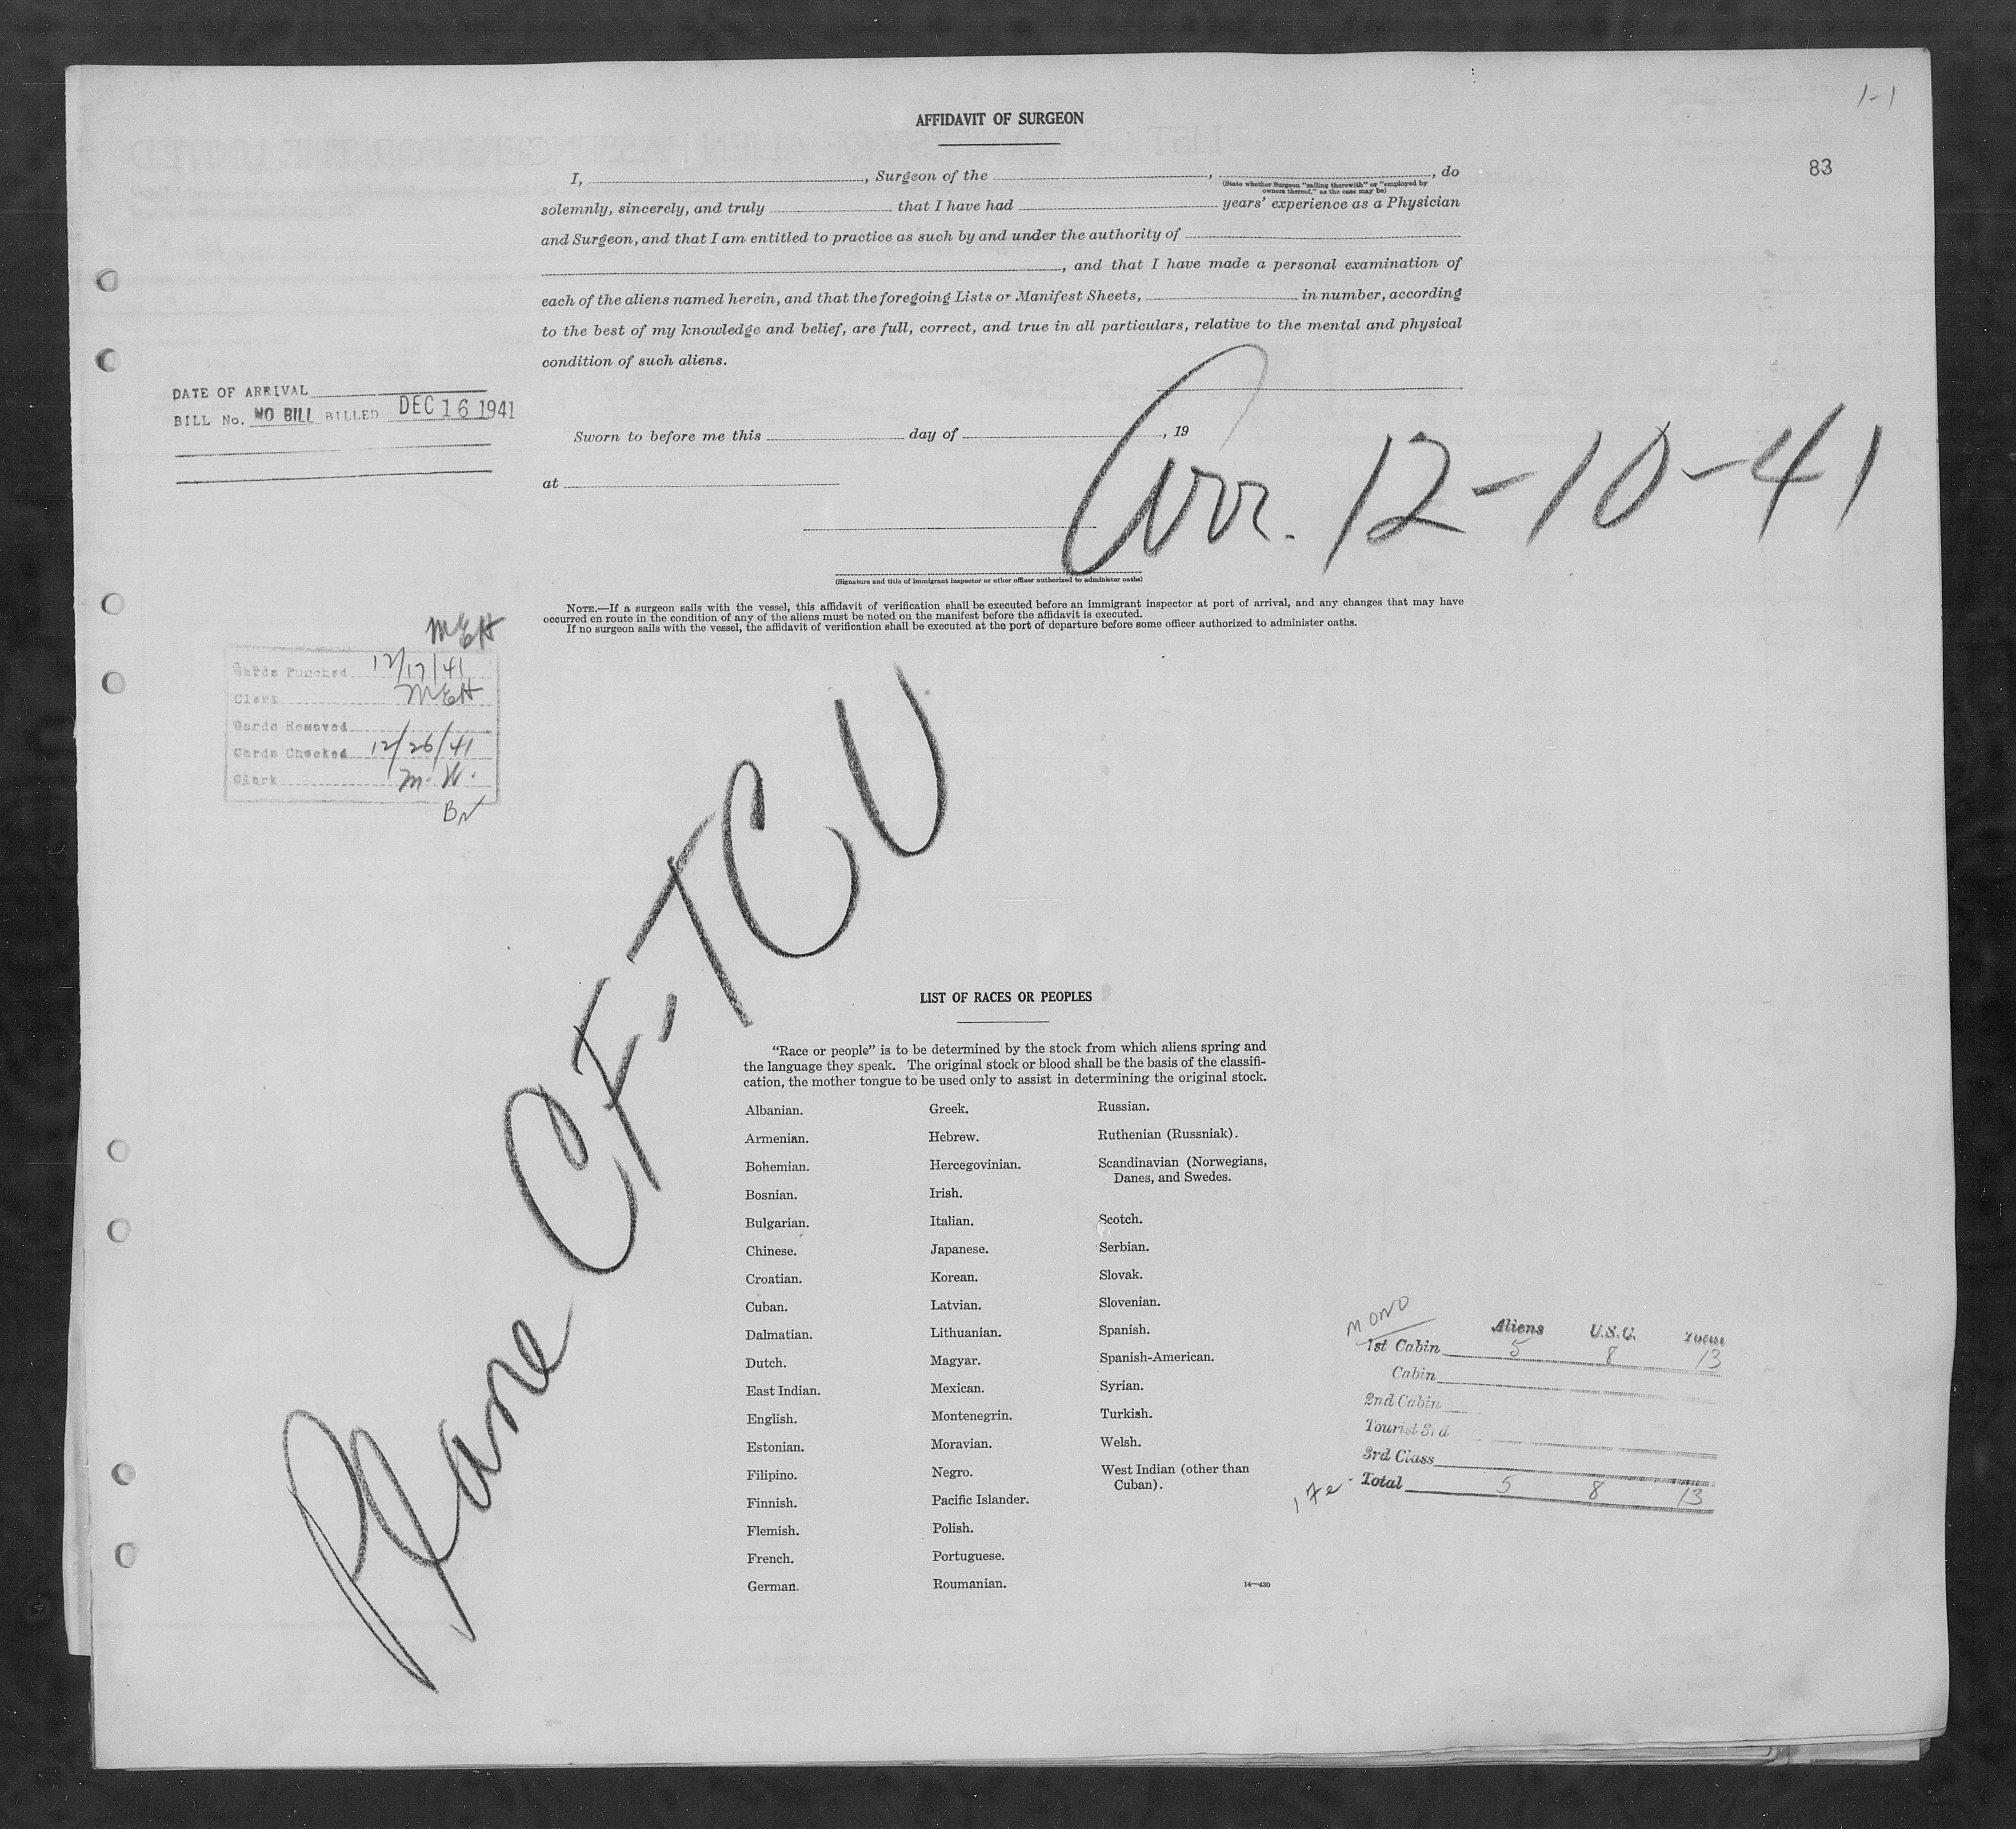 1-1
83
AFFIDAVIT OF SURGEON
I, , Surgeon of the , , do
(State whether Surgeon "sailing therewith" or "employed by
owners thereof," as the case may be)
solemnly, sincerely, and truly that I have had years' experience as a Physician
and Surgeon, and that I am entitled to practice as such by and under the authority of
, and that I have made a personal examination of
each of the aliens named herein, and that the foregoing Lists or Manifest Sheets, in number, according
to the best of my knowledge and belief, are full, correct, and true in all particulars, relative to the mental and physical
condition of such aliens.
DATE OF ARRIVAL
BILL No. NO BILL BILLED DEC 16 1941
Sworn to before me this day of , 19
at
Arr. 12-10-41
(Signature and title of immigrant inspector or other officer authorized to administer oaths)
NOTE.—If a surgeon sails with the vessel, this affidavit of verification shall be executed before an immigrant inspector at port of arrival, and any changes that may have
occurred en route in the condition of any of the aliens must be noted on the manifest before the affidavit is executed.
If no surgeon sails with the vessel, the affidavit of verification shall be executed at the port of departure before some officer authorized to administer oaths.
MEH
Cards Punched 12/17/41
Clerk MEH
Cards Removed
Cards Checked 12/26/41
Clerk M.W.
Plane CF-TCU
LIST OF RACES OR PEOPLES
"Race or people" is to be determined by the stock from which aliens spring and
the language they speak. The original stock or blood shall be the basis of the classifi-
cation, the mother tongue to be used only to assist in determining the original stock.
Albanian.
Armenian.
Bohemian.
Bosnian.
Bulgarian.
Chinese.
Croatian.
Cuban.
Dalmatian.
Dutch.
East Indian.
English.
Estonian.
Filipino.
Finnish.
Flemish.
French.
German.
Greek.
Hebrew.
Hercegovinian.
Irish.
Italian.
Japanese.
Korean.
Latvian.
Lithuanian.
Magyar.
Mexican.
Montenegrin.
Moravian.
Negro.
Pacific Islander.
Polish.
Portuguese.
Roumanian.
Russian.
Ruthenian (Russniak).
Scandinavian (Norwegians,
Danes, and Swedes.
Scotch.
Serbian.
Slovak.
Slovenian.
Spanish.
Spanish-American.
Syrian.
Turkish.
Welsh.
West Indian (other than
Cuban).
14—430
MONO
Aliens U.S.C. Total
1st Cabin 5 8 13
Cabin
2nd Cabin
Tourist 3rd
3rd Class
Total 5 8 13